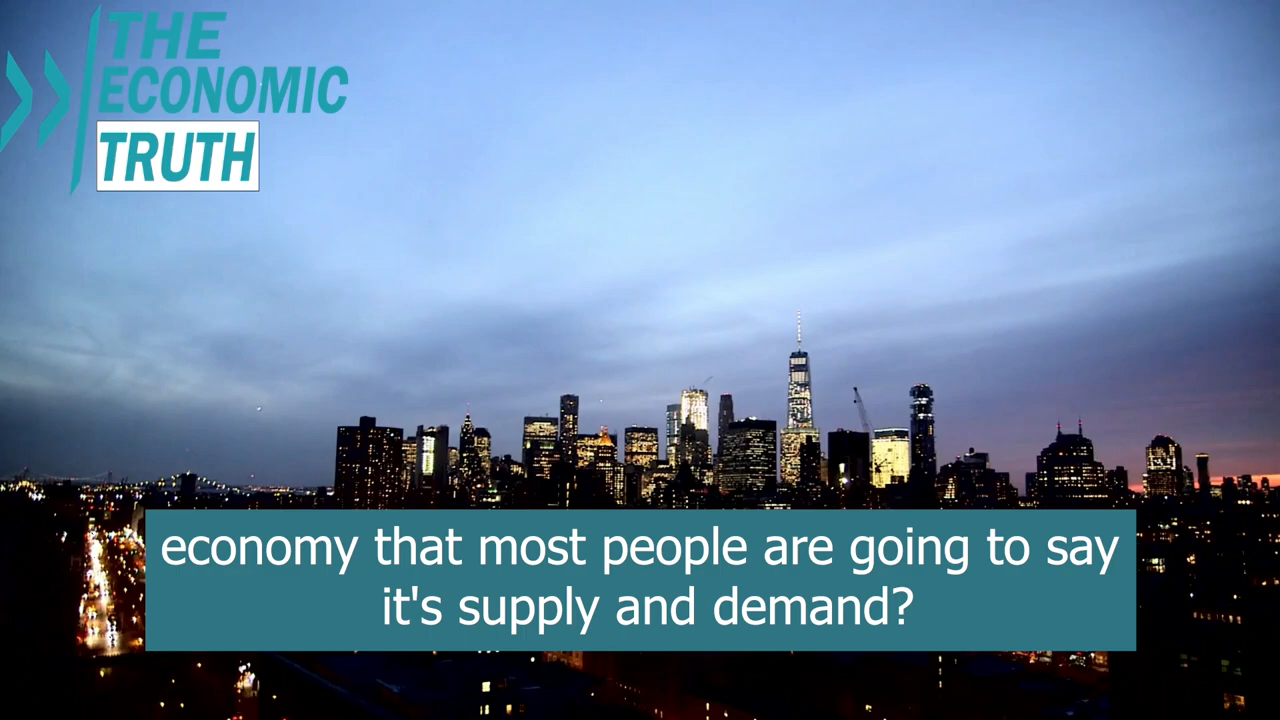 THE
ECONOMIC
TRUTH
economy that most people are going to say
it's supply and demand?